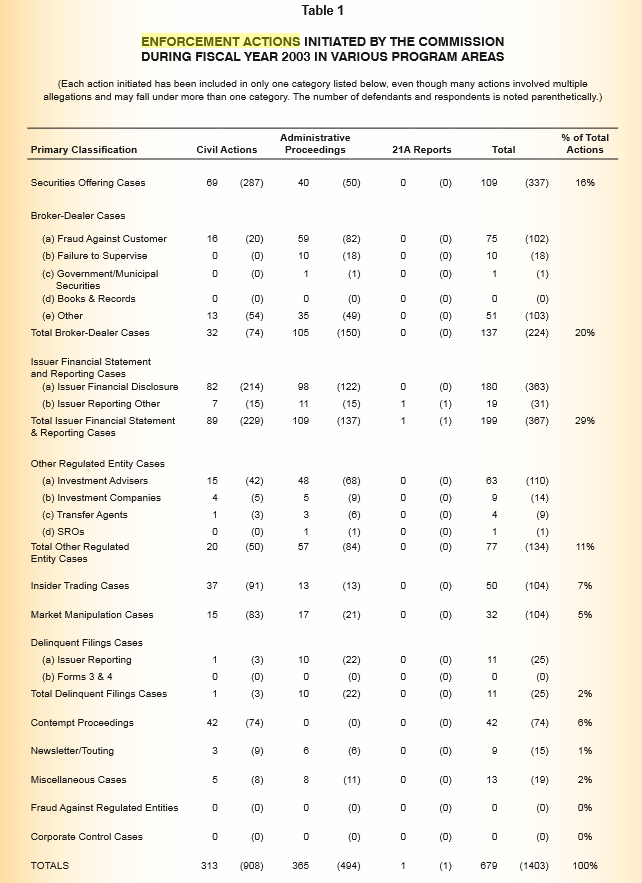 Table 1
ENFORCEMENT ACTIONS INITIATED BY THE COMMISSION
DURING FISCAL YEAR 2003 IN VARIOUS PROGRAM AREAS
(Each action initiated has been included in only one category listed below, even though many actions involved multiple
allegations and may fall under more than one category. The number of defendants and respondents is noted parenthetically.)
Administrative % of Total
Primary Classification Civil Actions Proceedings 21A Reports Total Actions
Securities Offering Cases 69 (287) 40 (50) 0 (0) 109 (337) 16%
Broker-Dealer Cases
(a) Fraud Against Customer 16 (20) 59 (82) 0 (0) 75 (102)
(b) Failure to Supervise 0 (0) 10 (18) 0 (0) 10 (18)
(c) Government/Municipal 0 (0) 1 (1) 0 (0) 1 (1)
Securities
(d) Books & Records 0 (0) 0 (0) 0 (0) 0 (0)
(e) Other 13 (54) 35 (49) 0 (0) 51 (103)
Total Broker-Dealer Cases 32 (74) 105 (150) 0 (0) 137 (224) 20%
Issuer Financial Statement
and Reporting Cases
(a) Issuer Financial Disclosure 82 (214) 98 (122) 0 (0) 180 (363)
(b) Issuer Reporting Other 7 (15) 11 (15) 1 (1) 19 (31)
Total Issuer Financial Statement 89 (229) 109 (137) 1 (1) 199 (367) 29%
& Reporting Cases
Other Regulated Entity Cases
(a) Investment Advisers 15 (42) 48 (68) 0 (0) 63 (110)
(b) Investment Companies 4 (5) 5 (9) 0 (0) 9 (14)
(c) Transfer Agents 1 (3) 3 (6) 0 (0) 4 (9)
(d) SROs 0 (0) 1 (1) 0 (0) 1 (1)
Total Other Regulated 20 (50) 57 (84) 0 (0) 77 (134) 11%
Entity Cases
Insider Trading Cases 37 (91) 13 (13) 0 (0) 50 (104) 7%
Market Manipulation Cases 15 (83) 17 (21) 0 (0) 32 (104) 5%
Delinquent Filings Cases
(a) Issuer Reporting 1 (3) 10 (22) 0 (0) 11 (25)
(b) Forms 3 & 4 0 (0) 0 (0) 0 (0) 0 (0)
Total Delinquent Filings Cases 1 (3) 10 (22) 0 (0) 11 (25) 2%
Contempt Proceedings 42 (74) 0 (0) 0 (0) 42 (74) 6%
Newsletter/Touting 3 (9) 6 (6) 0 (0) 9 (15) 1%
Miscellaneous Cases 5 (8) 8 (11) 0 (0) 13 (19) 2%
Fraud Against Regulated Entities 0 (0) 0 (0) 0 (0) 0 (0) 0%
Corporate Control Cases 0 (0) 0 (0) 0 (0) 0 (0) 0%
TOTALS 313 (908) 365 (494) 1 (1) 679 (1403) 100%